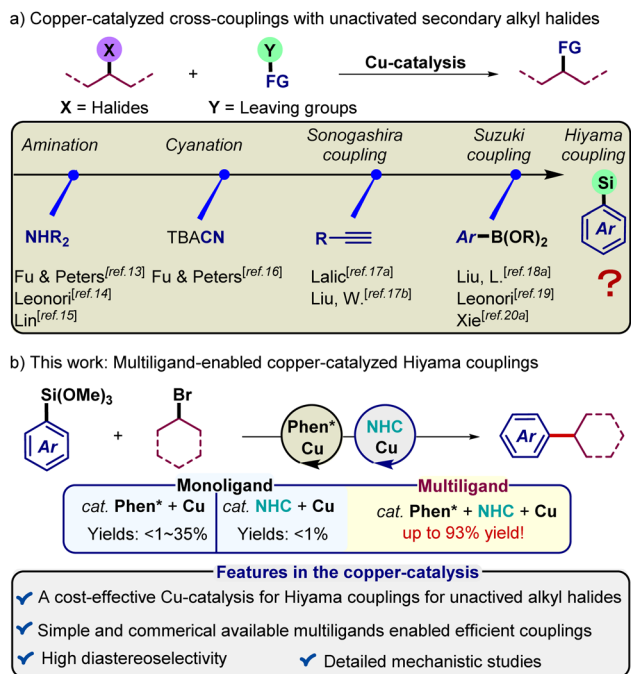 a) Copper-catalyzed cross-couplings with unactivated secondary alkyl halides
X
Y
FG
+
FG
Cu-catalysis
X = Halides
Y = Leaving groups
Amination
Cyanation
Sonogashira coupling
Suzuki coupling
Hiyama coupling
NHR2
TBACN
R
Ar–B(OR)2
Si
Ar
Fu & Peters[ref.13]
Leonori[ref.14]
Lin[ref.15]
Fu & Peters[ref.16]
Lalic[ref.17a]
Liu, W.[ref.17b]
Liu, L.[ref.18a]
Leonori[ref.19]
Xie[ref.20a]
?
b) This work: Multiligand-enabled copper-catalyzed Hiyama couplings
Si(OMe)3
Ar
+
Br
Phen* Cu
NHC Cu
Ar
Monoligand
Multiligand
cat. Phen* + Cu
Yields: <1~35%
cat. NHC + Cu
Yields: <1%
cat. Phen* + NHC + Cu
up to 93% yield!
Features in the copper-catalysis
A cost-effective Cu-catalysis for Hiyama couplings for unactived alkyl halides
Simple and commerical available multiligands enabled efficient couplings
High diastereoselectivity
Detailed mechanistic studies